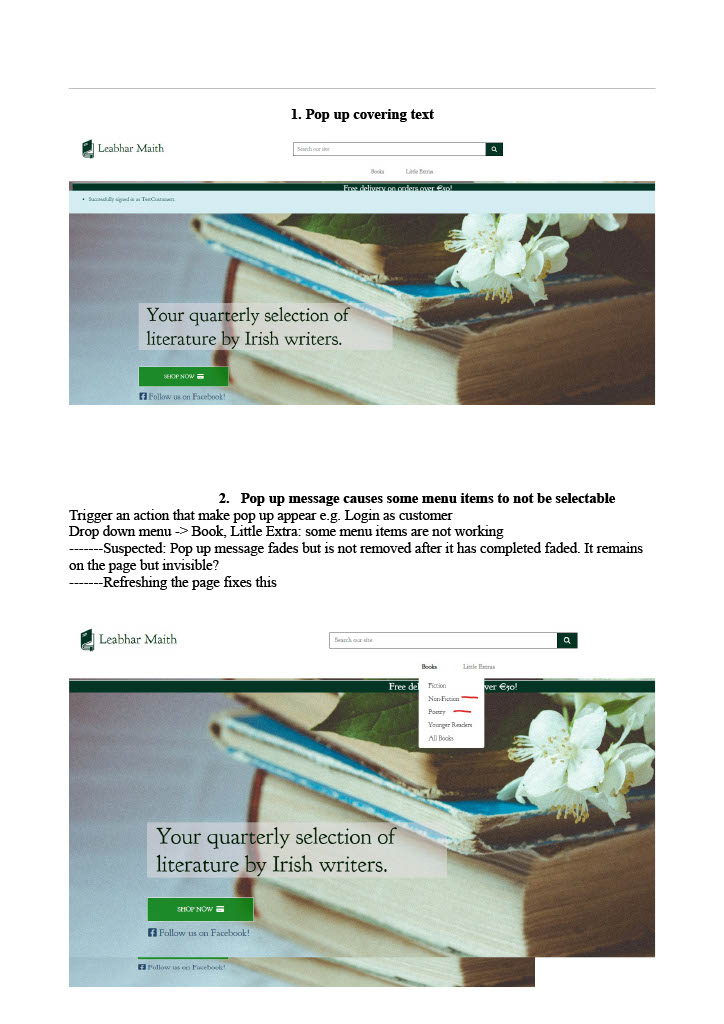 1. Pop up covering text
Leabhar Maith
Search our site
Books Little Extras
Free delivery on orders over €50!
• Successfully signed in as TestCustomer1.
Your quarterly selection of
literature by Irish writers.
SHOP NOW
Follow us on Facebook!
2. Pop up message causes some menu items to not be selectable
Trigger an action that make pop up appear e.g. Login as customer
Drop down menu -> Book, Little Extra: some menu items are not working
-------Suspected: Pop up message fades but is not removed after it has completed faded. It remains
on the page but invisible?
-------Refreshing the page fixes this
Leabhar Maith
Search our site
Books Little Extras
Free del ver €50!
Fiction
Non-Fiction
Poetry
Younger Readers
All Books
Your quarterly selection of
literature by Irish writers.
SHOP NOW
Follow us on Facebook!
Follow us on Facebook!